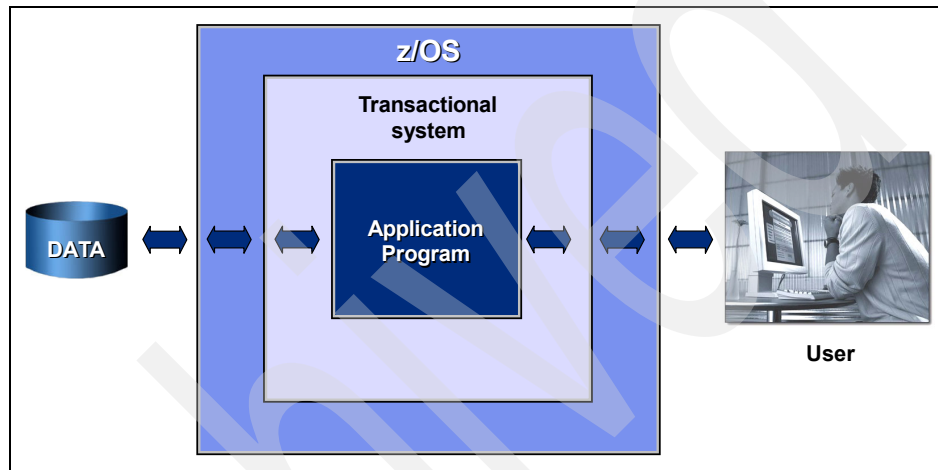 z/OS
Transactional
system
Application
Program
DATA
User